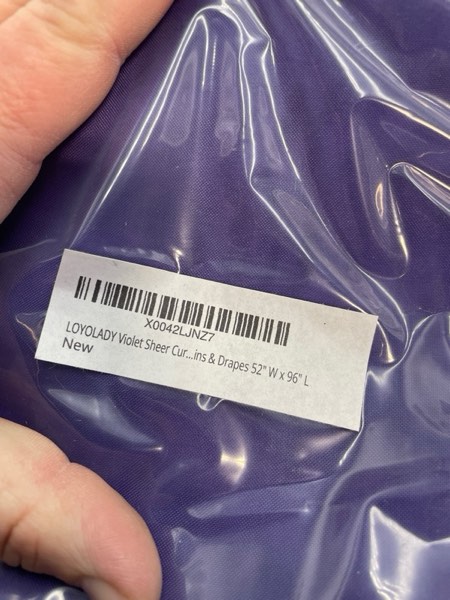 X0042LJNZ7
LOYOLADY Violet Sheer Cur...ins & Drapes 52" W x 96" L
New